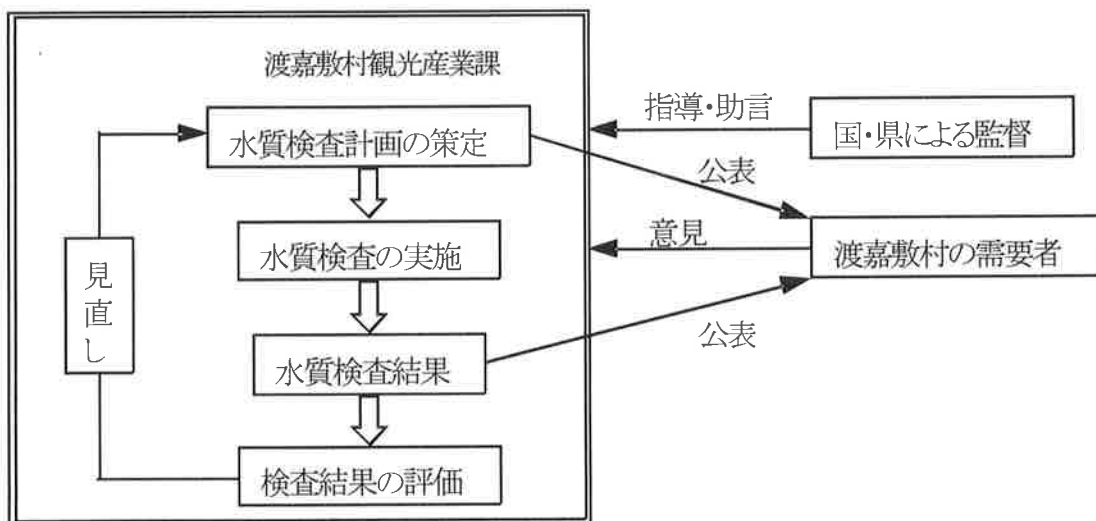 渡嘉敷村観光産業課
水質検査計画の策定
水質検査の実施
水質検査結果
検査結果の評価
見直し
指導・助言
国・県による監督
公表
意見
渡嘉敷村の需要者
公表